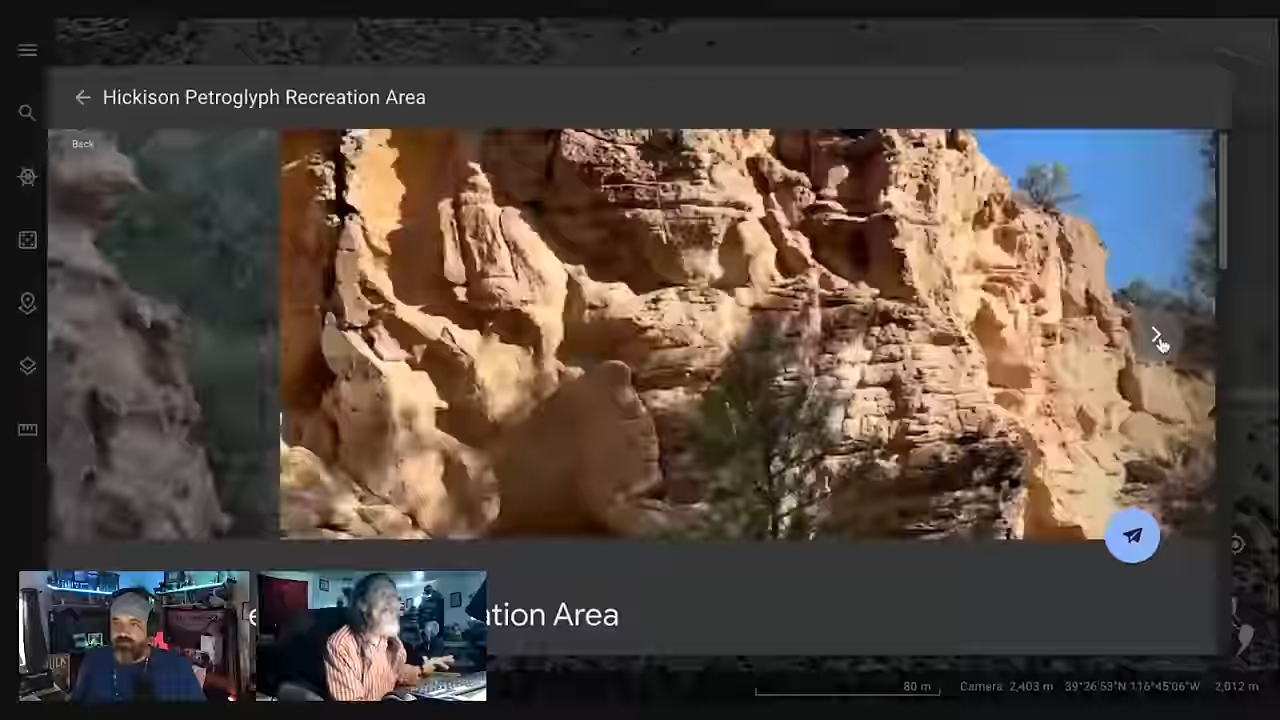 Hickison Petroglyph Recreation Area
Back
ation Area
80 m
Camera: 2,403 m 39°26'53"N 116°45'06"W 2,012 m